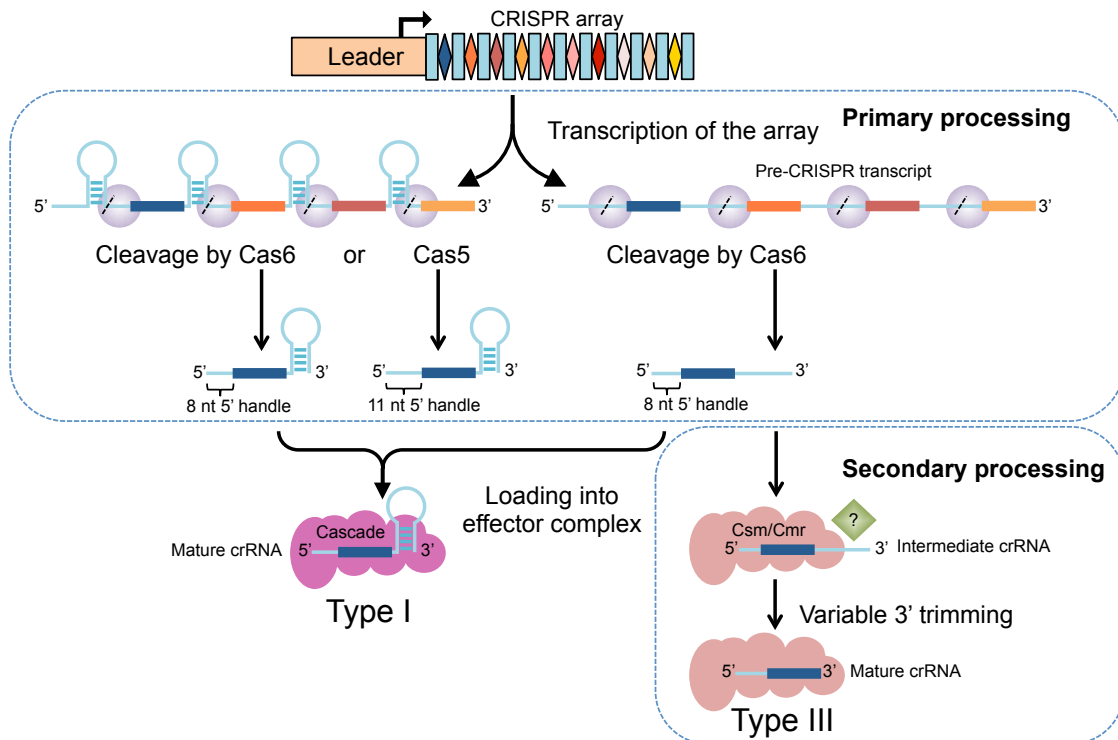 CRISPR array
Leader
Primary processing
Transcription of the array
Pre-CRISPR transcript
5’ 3’ 5’ 3’
Cleavage by Cas6 or Cas5 Cleavage by Cas6
5’ 3’ 5’ 3’ 5’ 3’
8 nt 5’ handle 11 nt 5’ handle 8 nt 5’ handle
Secondary processing
Loading into
effector complex
Cascade
Mature crRNA 5’ 3’
Type I
Csm/Cmr ?
5’ 3’ Intermediate crRNA
Variable 3’ trimming
5’ 3’ Mature crRNA
Type III